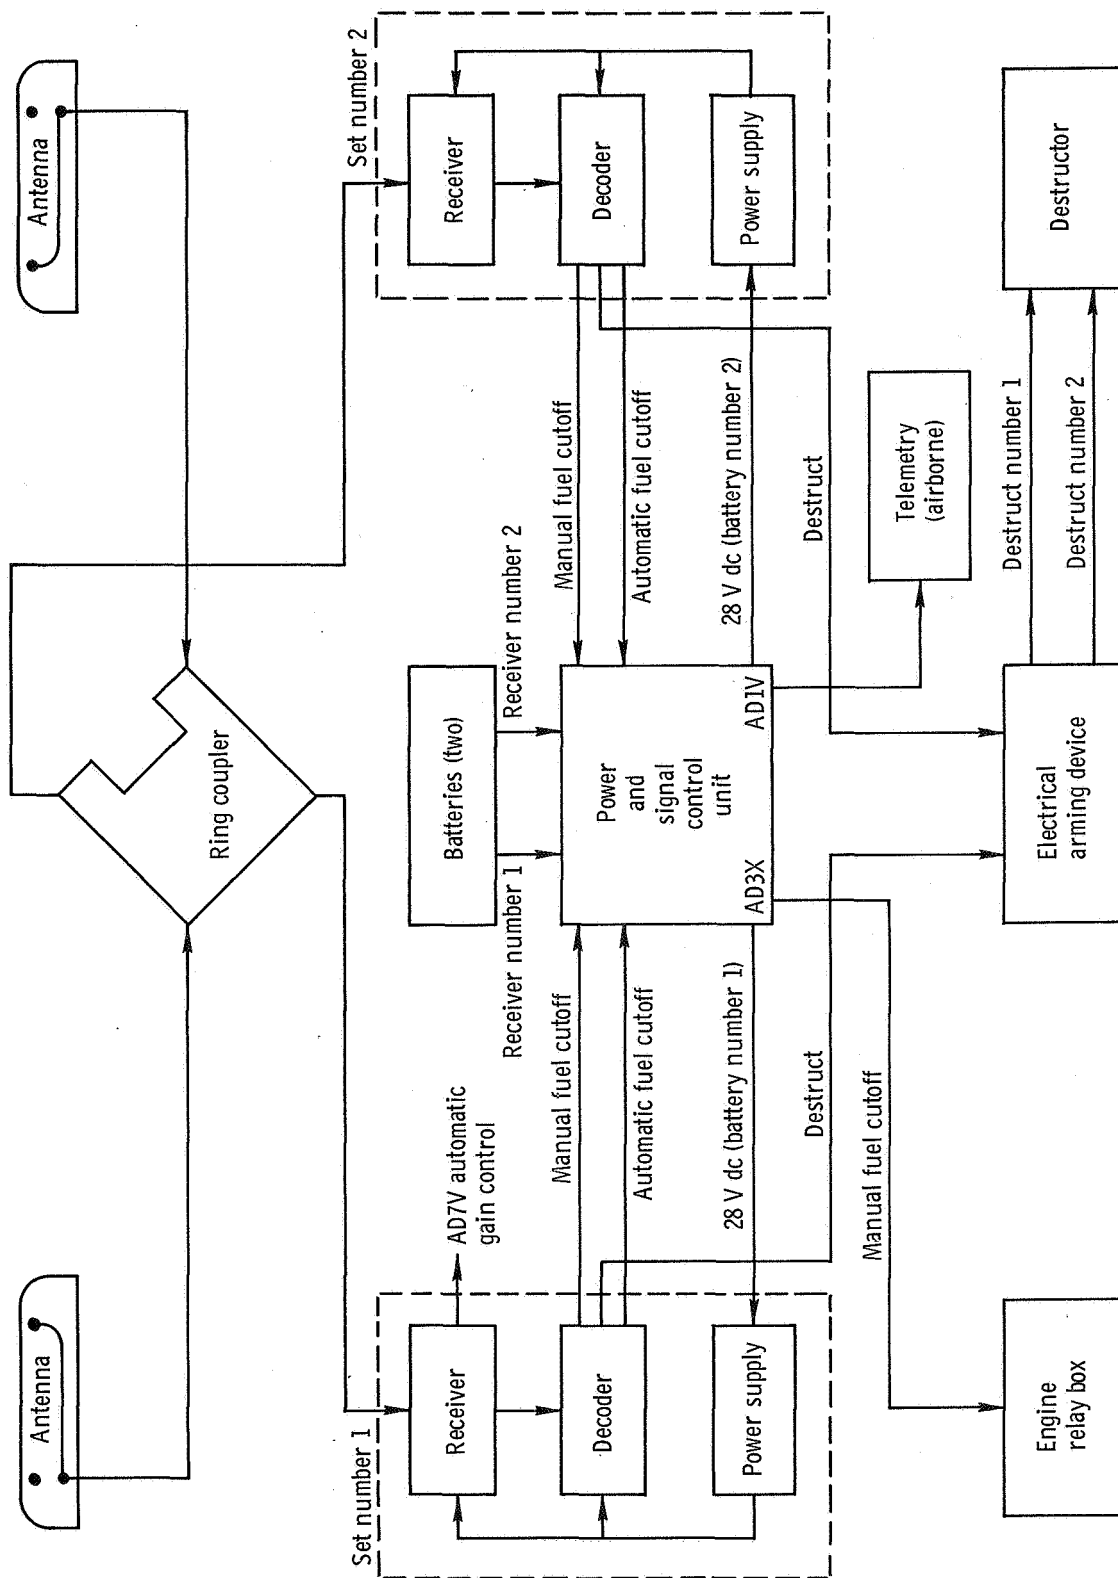 Antenna
Antenna
Ring coupler
Set number 1
Receiver
AD7V automatic
gain control
Decoder
Power supply
Batteries (two)
Receiver number 1
Receiver number 2
Manual fuel cutoff
Automatic fuel cutoff
28 V dc (battery number 1)
Power
and
signal
control
unit
AD3X
AD1V
Manual fuel cutoff
Automatic fuel cutoff
28 V dc (battery number 2)
Set number 2
Receiver
Decoder
Power supply
Destruct
Destruct
Manual fuel cutoff
Telemetry
(airborne)
Engine
relay box
Electrical
arming device
Destruct number 1
Destruct number 2
Destructor